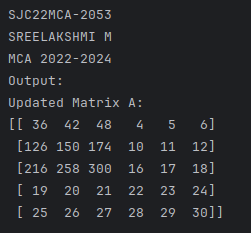 SJC22MCA-2053
SREELAKSHMI M
MCA 2022-2024
Output:
Updated Matrix A:
[[ 36  42  48   4   5   6]
 [126 150 174  10  11  12]
 [216 258 300  16  17  18]
 [ 19  20  21  22  23  24]
 [ 25  26  27  28  29  30]]